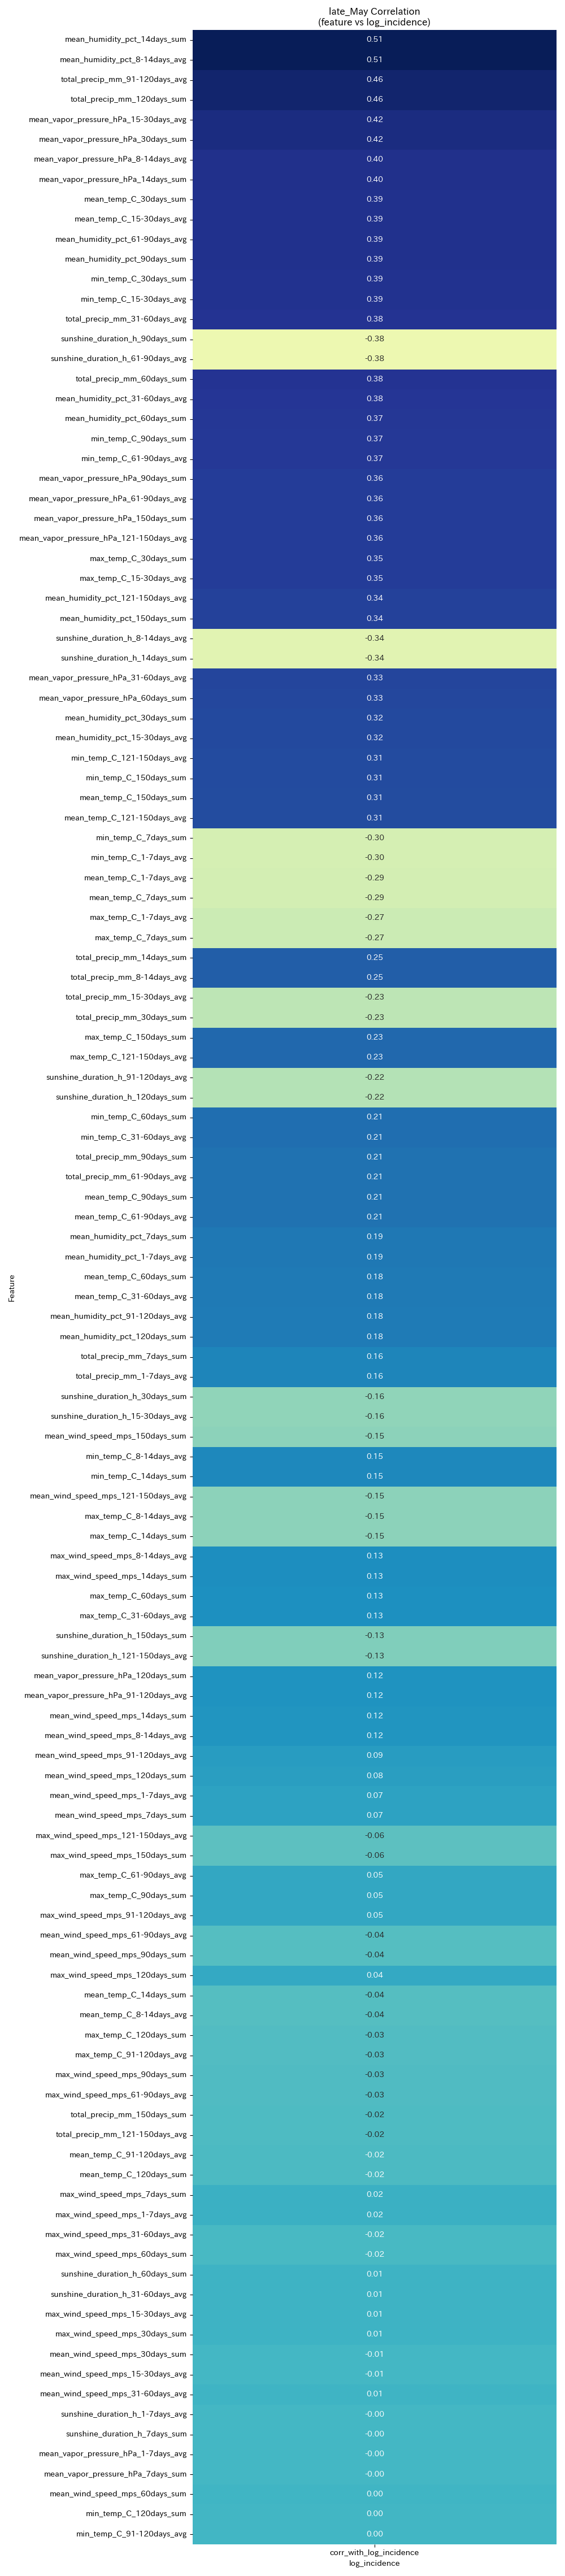 late_May Correlation
(feature vs log_incidence)
mean_humidity_pct_14days_sum 0.51
mean_humidity_pct_8-14days_avg 0.51
total_precip_mm_91-120days_avg 0.46
total_precip_mm_120days_sum 0.46
mean_vapor_pressure_hPa_15-30days_avg 0.42
mean_vapor_pressure_hPa_30days_sum 0.42
mean_vapor_pressure_hPa_8-14days_avg 0.40
mean_vapor_pressure_hPa_14days_sum 0.40
mean_temp_C_30days_sum 0.39
mean_temp_C_15-30days_avg 0.39
mean_humidity_pct_61-90days_avg 0.39
mean_humidity_pct_90days_sum 0.39
min_temp_C_30days_sum 0.39
min_temp_C_15-30days_avg 0.39
total_precip_mm_31-60days_avg 0.38
sunshine_duration_h_90days_sum -0.38
sunshine_duration_h_61-90days_avg -0.38
total_precip_mm_60days_sum 0.38
mean_humidity_pct_31-60days_avg 0.38
mean_humidity_pct_60days_sum 0.37
min_temp_C_90days_sum 0.37
min_temp_C_61-90days_avg 0.37
mean_vapor_pressure_hPa_90days_sum 0.36
mean_vapor_pressure_hPa_61-90days_avg 0.36
mean_vapor_pressure_hPa_150days_sum 0.36
mean_vapor_pressure_hPa_121-150days_avg 0.36
max_temp_C_30days_sum 0.35
max_temp_C_15-30days_avg 0.35
mean_humidity_pct_121-150days_avg 0.34
mean_humidity_pct_150days_sum 0.34
sunshine_duration_h_8-14days_avg -0.34
sunshine_duration_h_14days_sum -0.34
mean_vapor_pressure_hPa_31-60days_avg 0.33
mean_vapor_pressure_hPa_60days_sum 0.33
mean_humidity_pct_30days_sum 0.32
mean_humidity_pct_15-30days_avg 0.32
min_temp_C_121-150days_avg 0.31
min_temp_C_150days_sum 0.31
mean_temp_C_150days_sum 0.31
mean_temp_C_121-150days_avg 0.31
min_temp_C_7days_sum -0.30
min_temp_C_1-7days_avg -0.30
mean_temp_C_1-7days_avg -0.29
mean_temp_C_7days_sum -0.29
max_temp_C_1-7days_avg -0.27
max_temp_C_7days_sum -0.27
total_precip_mm_14days_sum 0.25
total_precip_mm_8-14days_avg 0.25
total_precip_mm_15-30days_avg -0.23
total_precip_mm_30days_sum -0.23
max_temp_C_150days_sum 0.23
max_temp_C_121-150days_avg 0.23
sunshine_duration_h_91-120days_avg -0.22
sunshine_duration_h_120days_sum -0.22
min_temp_C_60days_sum 0.21
min_temp_C_31-60days_avg 0.21
total_precip_mm_90days_sum 0.21
total_precip_mm_61-90days_avg 0.21
mean_temp_C_90days_sum 0.21
mean_temp_C_61-90days_avg 0.21
mean_humidity_pct_7days_sum 0.19
mean_humidity_pct_1-7days_avg 0.19
mean_temp_C_60days_sum 0.18
mean_temp_C_31-60days_avg 0.18
mean_humidity_pct_91-120days_avg 0.18
mean_humidity_pct_120days_sum 0.18
total_precip_mm_7days_sum 0.16
total_precip_mm_1-7days_avg 0.16
sunshine_duration_h_30days_sum -0.16
sunshine_duration_h_15-30days_avg -0.16
mean_wind_speed_mps_150days_sum -0.15
min_temp_C_8-14days_avg 0.15
min_temp_C_14days_sum 0.15
mean_wind_speed_mps_121-150days_avg -0.15
max_temp_C_8-14days_avg -0.15
max_temp_C_14days_sum -0.15
max_wind_speed_mps_8-14days_avg 0.13
max_wind_speed_mps_14days_sum 0.13
max_temp_C_60days_sum 0.13
max_temp_C_31-60days_avg 0.13
sunshine_duration_h_150days_sum -0.13
sunshine_duration_h_121-150days_avg -0.13
mean_vapor_pressure_hPa_120days_sum 0.12
mean_vapor_pressure_hPa_91-120days_avg 0.12
mean_wind_speed_mps_14days_sum 0.12
mean_wind_speed_mps_8-14days_avg 0.12
mean_wind_speed_mps_91-120days_avg 0.09
mean_wind_speed_mps_120days_sum 0.08
mean_wind_speed_mps_1-7days_avg 0.07
mean_wind_speed_mps_7days_sum 0.07
max_wind_speed_mps_121-150days_avg -0.06
max_wind_speed_mps_150days_sum -0.06
max_temp_C_61-90days_avg 0.05
max_temp_C_90days_sum 0.05
max_wind_speed_mps_91-120days_avg 0.05
mean_wind_speed_mps_61-90days_avg -0.04
mean_wind_speed_mps_90days_sum -0.04
max_wind_speed_mps_120days_sum 0.04
mean_temp_C_14days_sum -0.04
mean_temp_C_8-14days_avg -0.04
max_temp_C_120days_sum -0.03
max_temp_C_91-120days_avg -0.03
max_wind_speed_mps_90days_sum -0.03
max_wind_speed_mps_61-90days_avg -0.03
total_precip_mm_150days_sum -0.02
total_precip_mm_121-150days_avg -0.02
mean_temp_C_91-120days_avg -0.02
mean_temp_C_120days_sum -0.02
max_wind_speed_mps_7days_sum 0.02
max_wind_speed_mps_1-7days_avg 0.02
max_wind_speed_mps_31-60days_avg -0.02
max_wind_speed_mps_60days_sum -0.02
sunshine_duration_h_60days_sum 0.01
sunshine_duration_h_31-60days_avg 0.01
max_wind_speed_mps_15-30days_avg 0.01
max_wind_speed_mps_30days_sum 0.01
mean_wind_speed_mps_30days_sum -0.01
mean_wind_speed_mps_15-30days_avg -0.01
mean_wind_speed_mps_31-60days_avg 0.01
sunshine_duration_h_1-7days_avg -0.00
sunshine_duration_h_7days_sum -0.00
mean_vapor_pressure_hPa_1-7days_avg -0.00
mean_vapor_pressure_hPa_7days_sum -0.00
mean_wind_speed_mps_60days_sum 0.00
min_temp_C_120days_sum 0.00
min_temp_C_91-120days_avg 0.00
Feature
corr_with_log_incidence
log_incidence